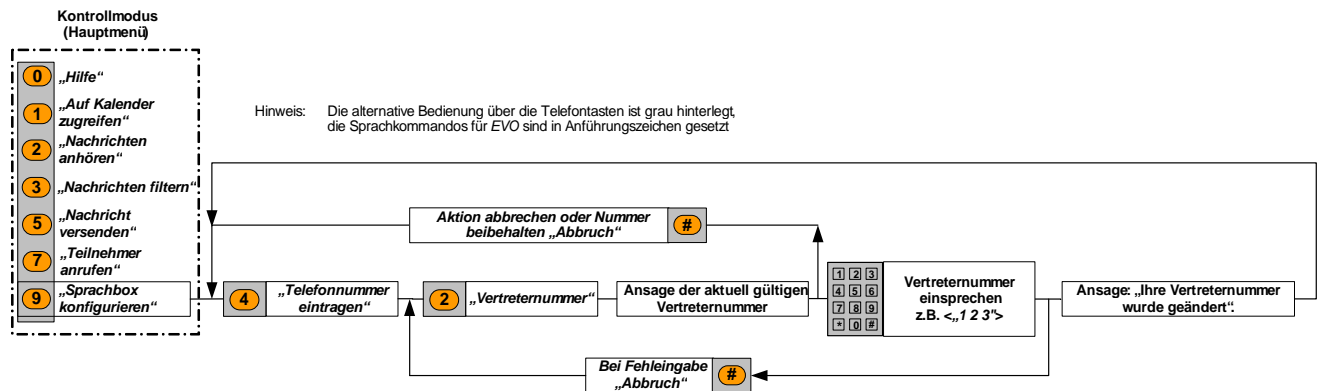 Kontrollmodus
(Hauptmenü)
0 „Hilfe“
1 „Auf Kalender
zugreifen“
2 „Nachrichten
anhören“
3 „Nachrichten filtern“
5 „Nachricht
versenden“
7 „Teilnehmer
anrufen“
9 „Sprachbox
konfigurieren“
Hinweis: Die alternative Bedienung über die Telefontasten ist grau hinterlegt,
die Sprachkommandos für EVO sind in Anführungszeichen gesetzt
Aktion abbrechen oder Nummer
beibehalten „Abbruch“
#
4 „Telefonnummer
eintragen“
2 „Vertreternummer“
Ansage der aktuell gültigen
Vertreternummer
1 2 3
4 5 6
7 8 9
* 0 #
Vertreternummer
einsprechen
z.B. <„1 2 3">
Ansage: „Ihre Vertreternummer
wurde geändert“.
Bei Fehleingabe
„Abbruch“
#